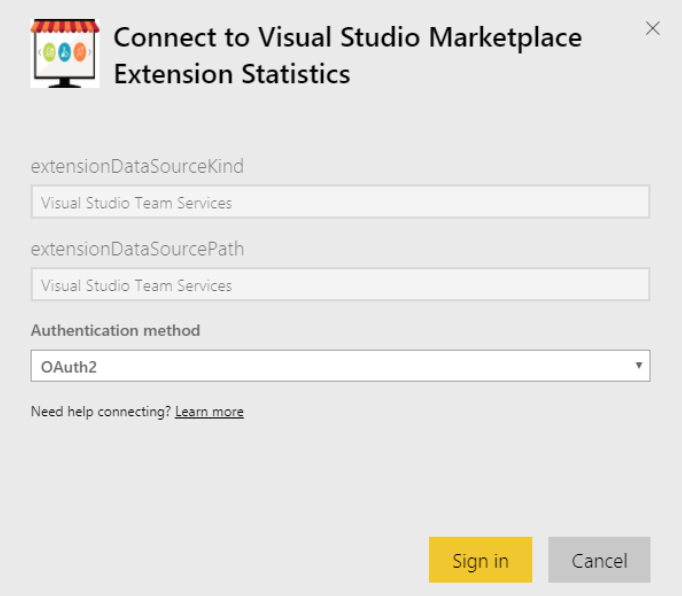 Connect to Visual Studio Marketplace
Extension Statistics
extensionDataSourceKind
Visual Studio Team Services
extensionDataSourcePath
Visual Studio Team Services
Authentication method
OAuth2
Need help connecting? Learn more
Sign in Cancel